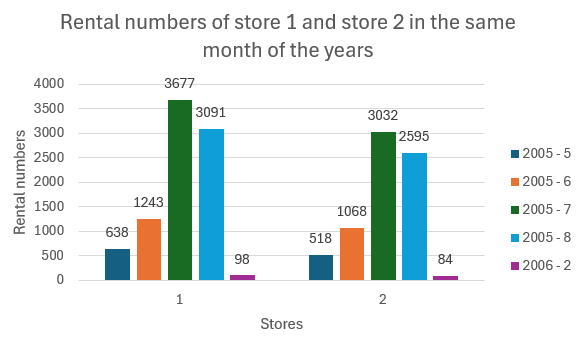 Rental numbers of store 1 and store 2 in the same
month of the years
Rental numbers
4000
3500
3000
2500
2000
1500
1000
500
0
638
1243
3677
3091
98
518
1068
3032
2595
84
1
2
Stores
2005 - 5
2005 - 6
2005 - 7
2005 - 8
2006 - 2